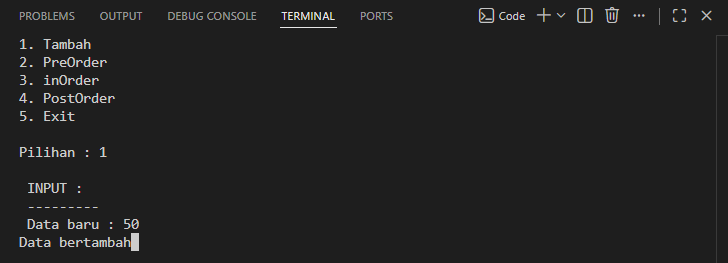 PROBLEMS OUTPUT DEBUG CONSOLE TERMINAL PORTS Code
1. Tambah
2. PreOrder
3. inOrder
4. PostOrder
5. Exit
Pilihan : 1
INPUT :
---------
Data baru : 50
Data bertambah